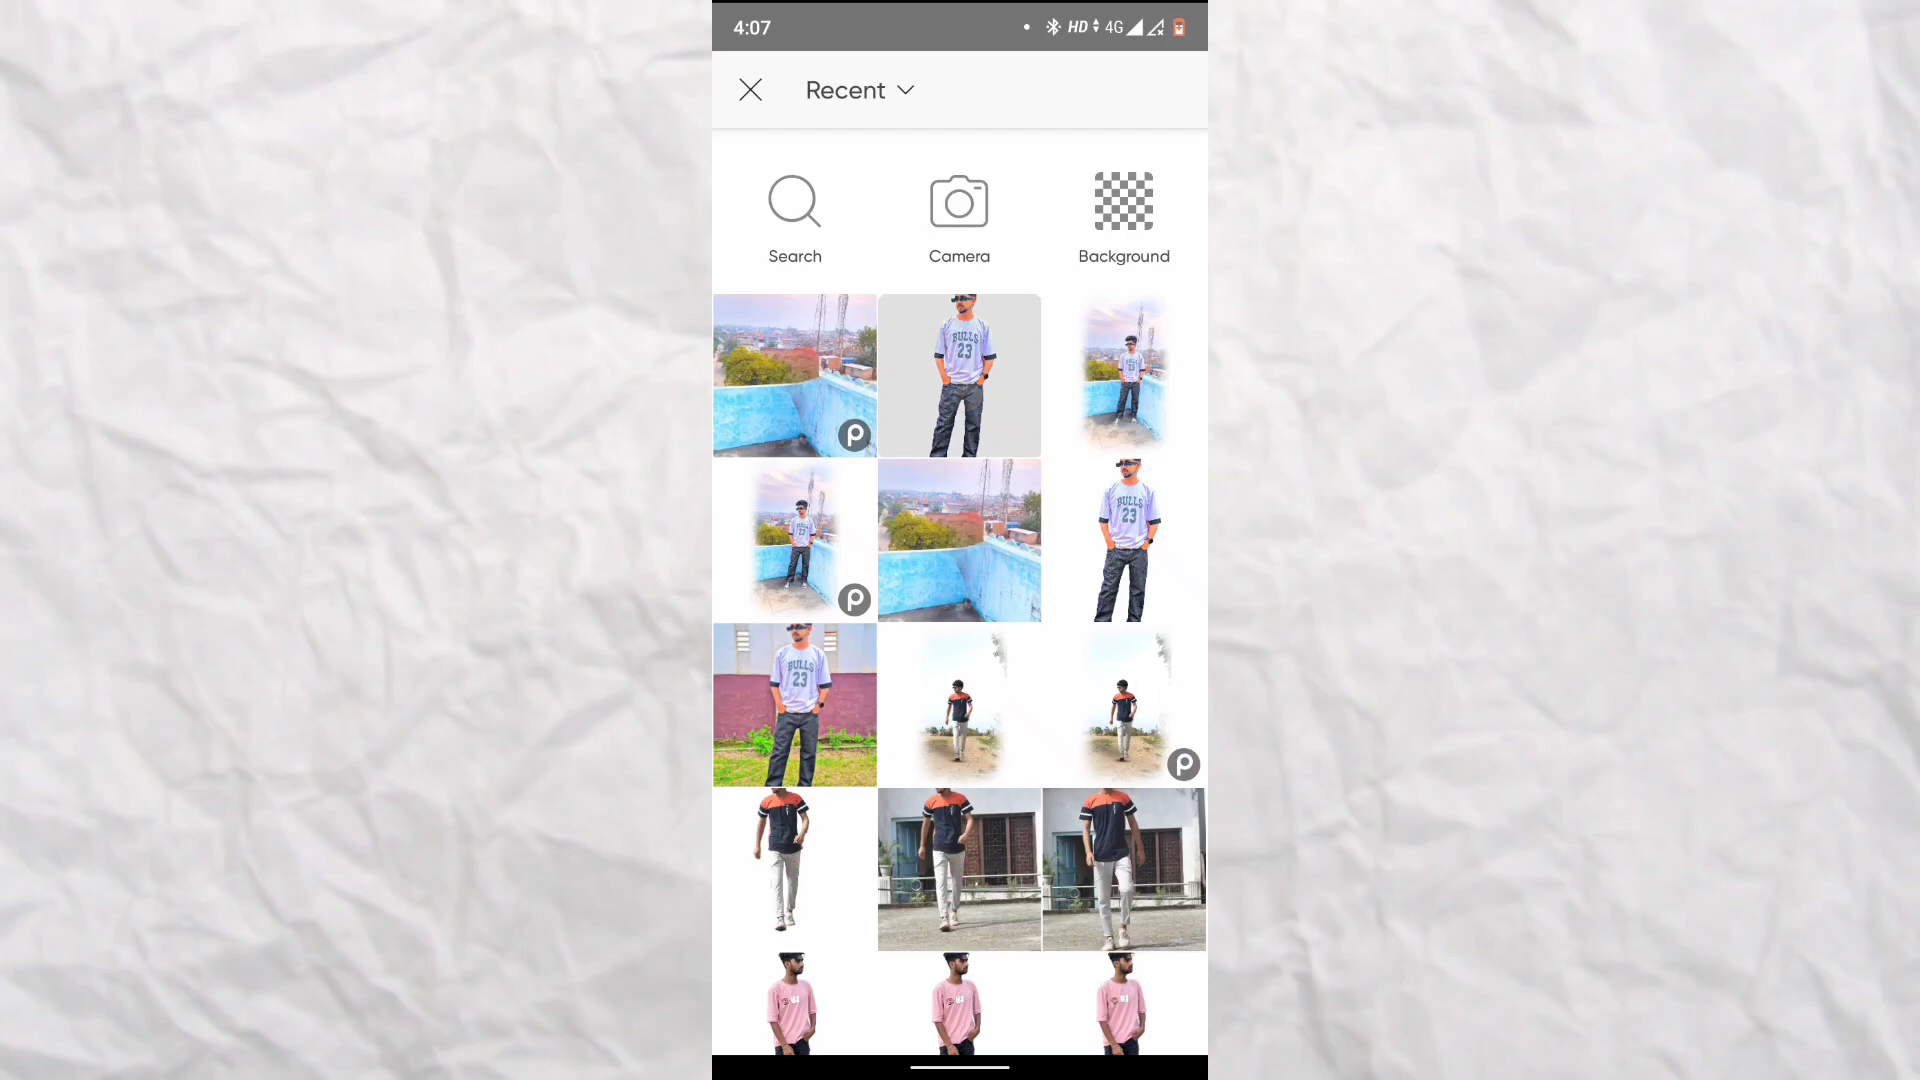 4:07 HD 4G
Recent
Search Camera Background
BULLS
23
BULLS
23
BULLS
23